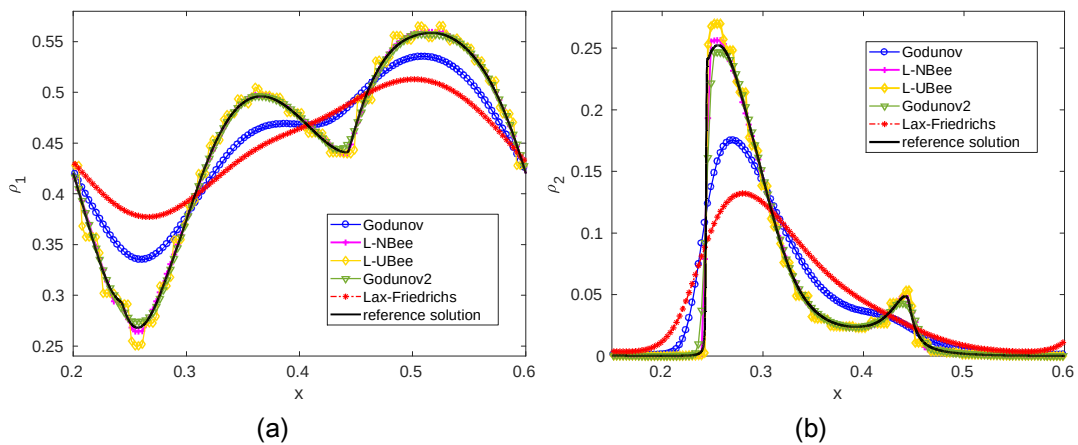 0.55
0.5
0.45
0.4
0.35
0.3
0.25
ρ1
0.2
0.3
0.4
0.5
0.6
x
Godunov
L-NBee
L-UBee
Godunov2
Lax-Friedrichs
reference solution
(a)
0.25
0.2
0.15
0.1
0.05
0
ρ2
0.2
0.3
0.4
0.5
0.6
x
Godunov
L-NBee
L-UBee
Godunov2
Lax-Friedrichs
reference solution
(b)